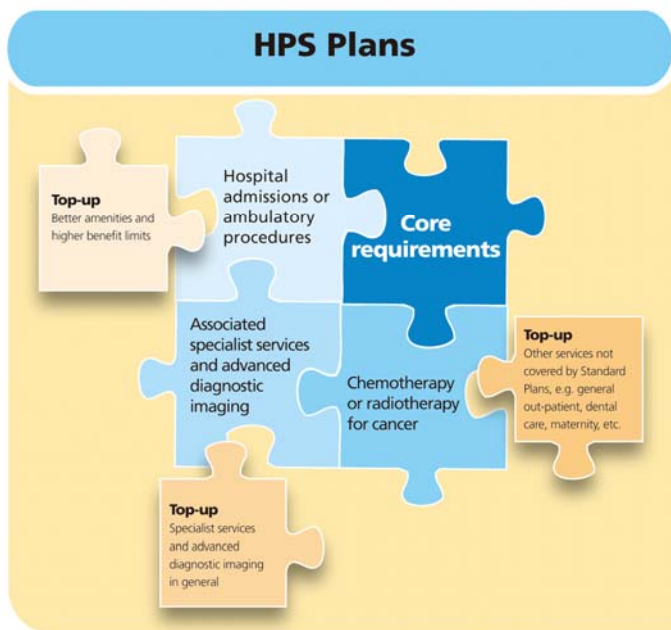 HPS Plans
Hospital
admissions or
ambulatory
procedures
Core
requirements
Top-up
Better amenities and
higher benefit limits
Associated
specialist services
and advanced
diagnostic
imaging
Chemotherapy
or radiotherapy
for cancer
Top-up
Other services not
covered by Standard
Plans, e.g. general
out-patient, dental
care, maternity, etc.
Top-up
Specialist services
and advanced
diagnostic imaging
in general